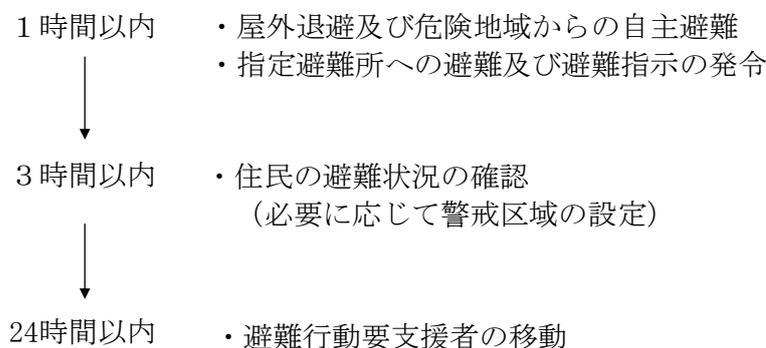 １時間以内　・屋外退避及び危険地域からの自主避難
・指定避難所への避難及び避難指示の発令
３時間以内　・住民の避難状況の確認
（必要に応じて警戒区域の設定）
24時間以内　・避難行動要支援者の移動